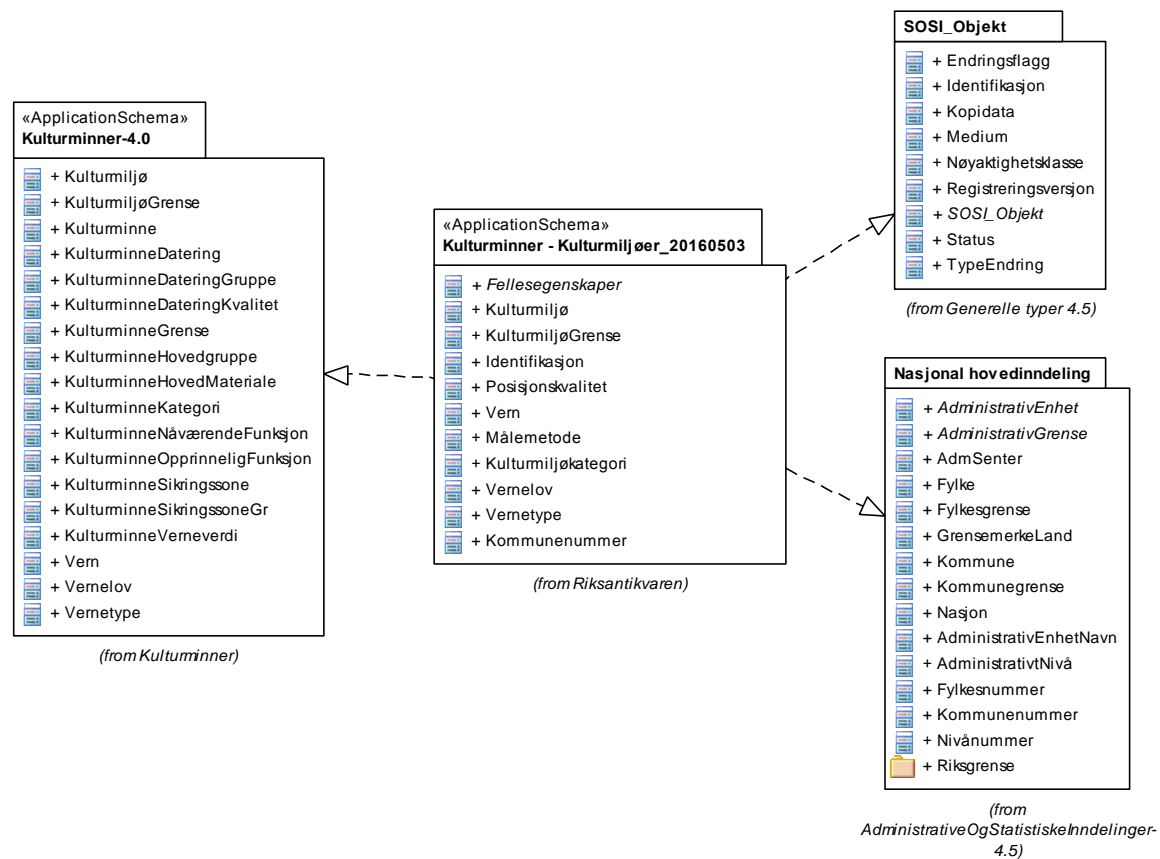 «ApplicationSchema»
Kulturminner-4.0
+ Kulturmiljø
+ KulturmiljøGrense
+ Kulturminne
+ KulturminneDatering
+ KulturminneDateringGruppe
+ KulturminneDateringKvalitet
+ KulturminneGrense
+ KulturminneHovedgruppe
+ KulturminneHovedMateriale
+ KulturminneKategori
+ KulturminneNåværendeFunksjon
+ KulturminneOpprinneligFunksjon
+ KulturminneSikringssone
+ KulturminneSikringssoneGr
+ KulturminneVerneverdi
+ Vern
+ Vernelov
+ Vernetype
(from Kulturminner)
«ApplicationSchema»
Kulturminner - Kulturmiljøer_20160503
+ Fellesegenskaper
+ Kulturmiljø
+ KulturmiljøGrense
+ Identifikasjon
+ Posisjonskvalitet
+ Vern
+ Målemetode
+ Kulturmiljøkategori
+ Vernelov
+ Vernetype
+ Kommunenummer
(from Riksantikvaren)
SOSI_Objekt
+ Endringsflagg
+ Identifikasjon
+ Kopidata
+ Medium
+ Nøyaktighetsklasse
+ Registreringsversjon
+ SOSI_Objekt
+ Status
+ TypeEndring
(from Generelle typer 4.5)
Nasjonal hovedinndeling
+ AdministrativEnhet
+ AdministrativGrense
+ AdmSenter
+ Fylke
+ Fylkesgrense
+ GrensemerkeLand
+ Kommune
+ Kommunegrense
+ Nasjon
+ AdministrativEnhetNavn
+ AdministrativtNivå
+ Fylkesnummer
+ Kommunenummer
+ Nivånummer
+ Riksgrense
(from
AdministrativeOgStatistiskeInndelinger-
4.5)